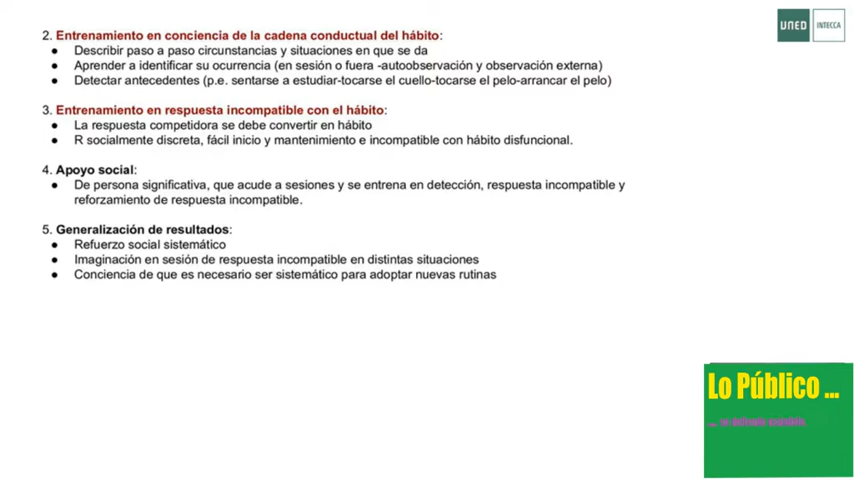 2. Entrenamiento en conciencia de la cadena conductual del hábito:
● Describir paso a paso circunstancias y situaciones en que se da
● Aprender a identificar su ocurrencia (en sesión o fuera -autoobservación y observación externa)
● Detectar antecedentes (p.e. sentarse a estudiar-tocarse el cuello-tocarse el pelo-arrancar el pelo)
3. Entrenamiento en respuesta incompatible con el hábito:
● La respuesta competidora se debe convertir en hábito
● R socialmente discreta, fácil inicio y mantenimiento e incompatible con hábito disfuncional.
4. Apoyo social:
● De persona significativa, que acude a sesiones y se entrena en detección, respuesta incompatible y
reforzamiento de respuesta incompatible.
5. Generalización de resultados:
● Refuerzo social sistemático
● Imaginación en sesión de respuesta incompatible en distintas situaciones
● Conciencia de que es necesario ser sistemático para adoptar nuevas rutinas
UNED INTECCA
Lo Público ...
... se defiende